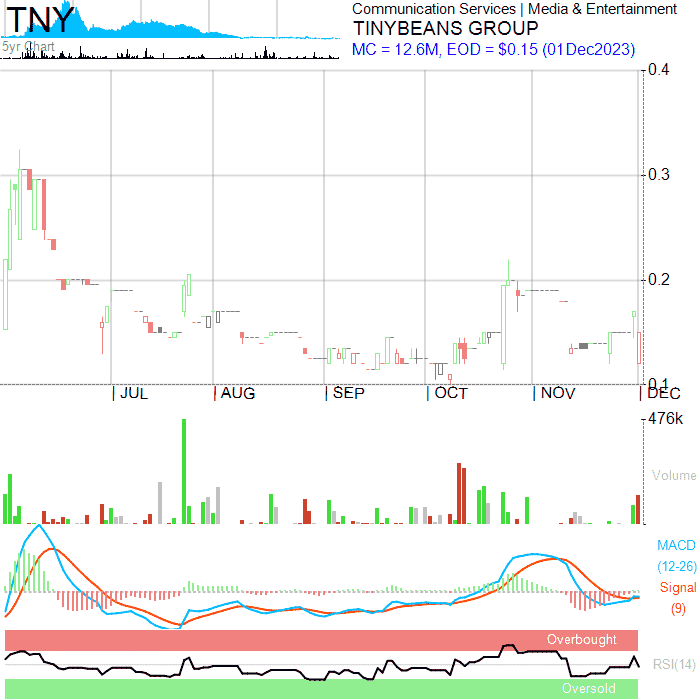 TNY
Communication Services | Media & Entertainment
TINYBEANS GROUP
5yr Chart
MC = 12.6M, EOD = $0.15 (01Dec2023)
0.4
0.3
0.2
0.1
| JUL | AUG | SEP | OCT | NOV | DEC
476k
Volume
MACD
(12-26)
Signal
(9)
Overbought
RSI(14)
Oversold